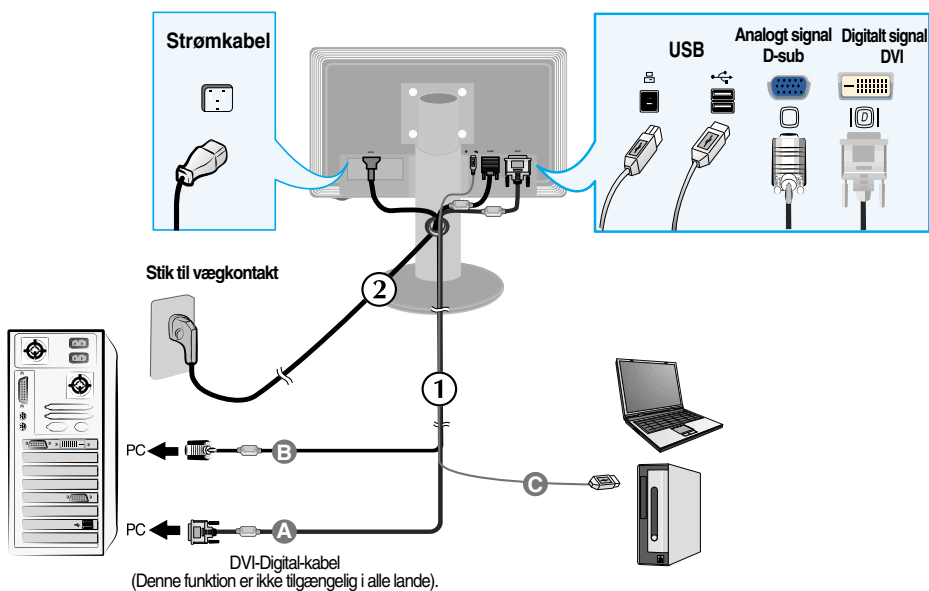 Strømkabel
USB
Analogt signal
D-sub
Digitalt signal
DVI
D
Stik til vægkontakt
2
1
PC
B
C
PC
A
DVI-Digital-kabel
(Denne funktion er ikke tilgængelig i alle lande).